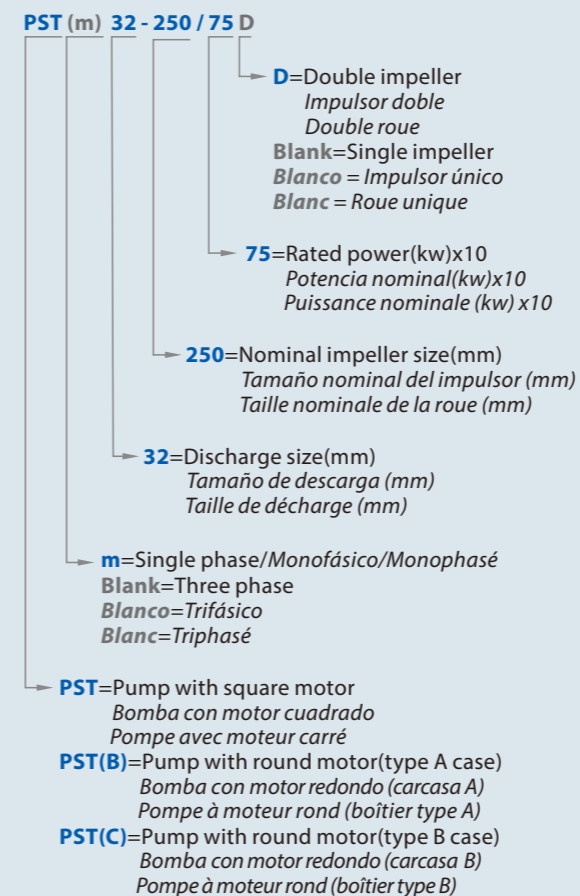 PST (m) 32 - 250 / 75 D
D=Double impeller
Impulsor doble
Double roue
Blank=Single impeller
Blanco = Impulsor único
Blanc = Roue unique
75=Rated power(kw)x10
Potencia nominal(kw)x10
Puissance nominale (kw) x10
250=Nominal impeller size(mm)
Tamaño nominal del impulsor (mm)
Taille nominale de la roue (mm)
32=Discharge size(mm)
Tamaño de descarga (mm)
Taille de décharge (mm)
m=Single phase/Monofásico/Monophasé
Blank=Three phase
Blanco=Trifásico
Blanc=Triphasé
PST=Pump with square motor
Bomba con motor cuadrado
Pompe avec moteur carré
PST(B)=Pump with round motor(type A case)
Bomba con motor redondo (carcasa A)
Pompe à moteur rond (boîtier type A)
PST(C)=Pump with round motor(type B case)
Bomba con motor redondo (carcasa B)
Pompe à moteur rond (boîtier type B)